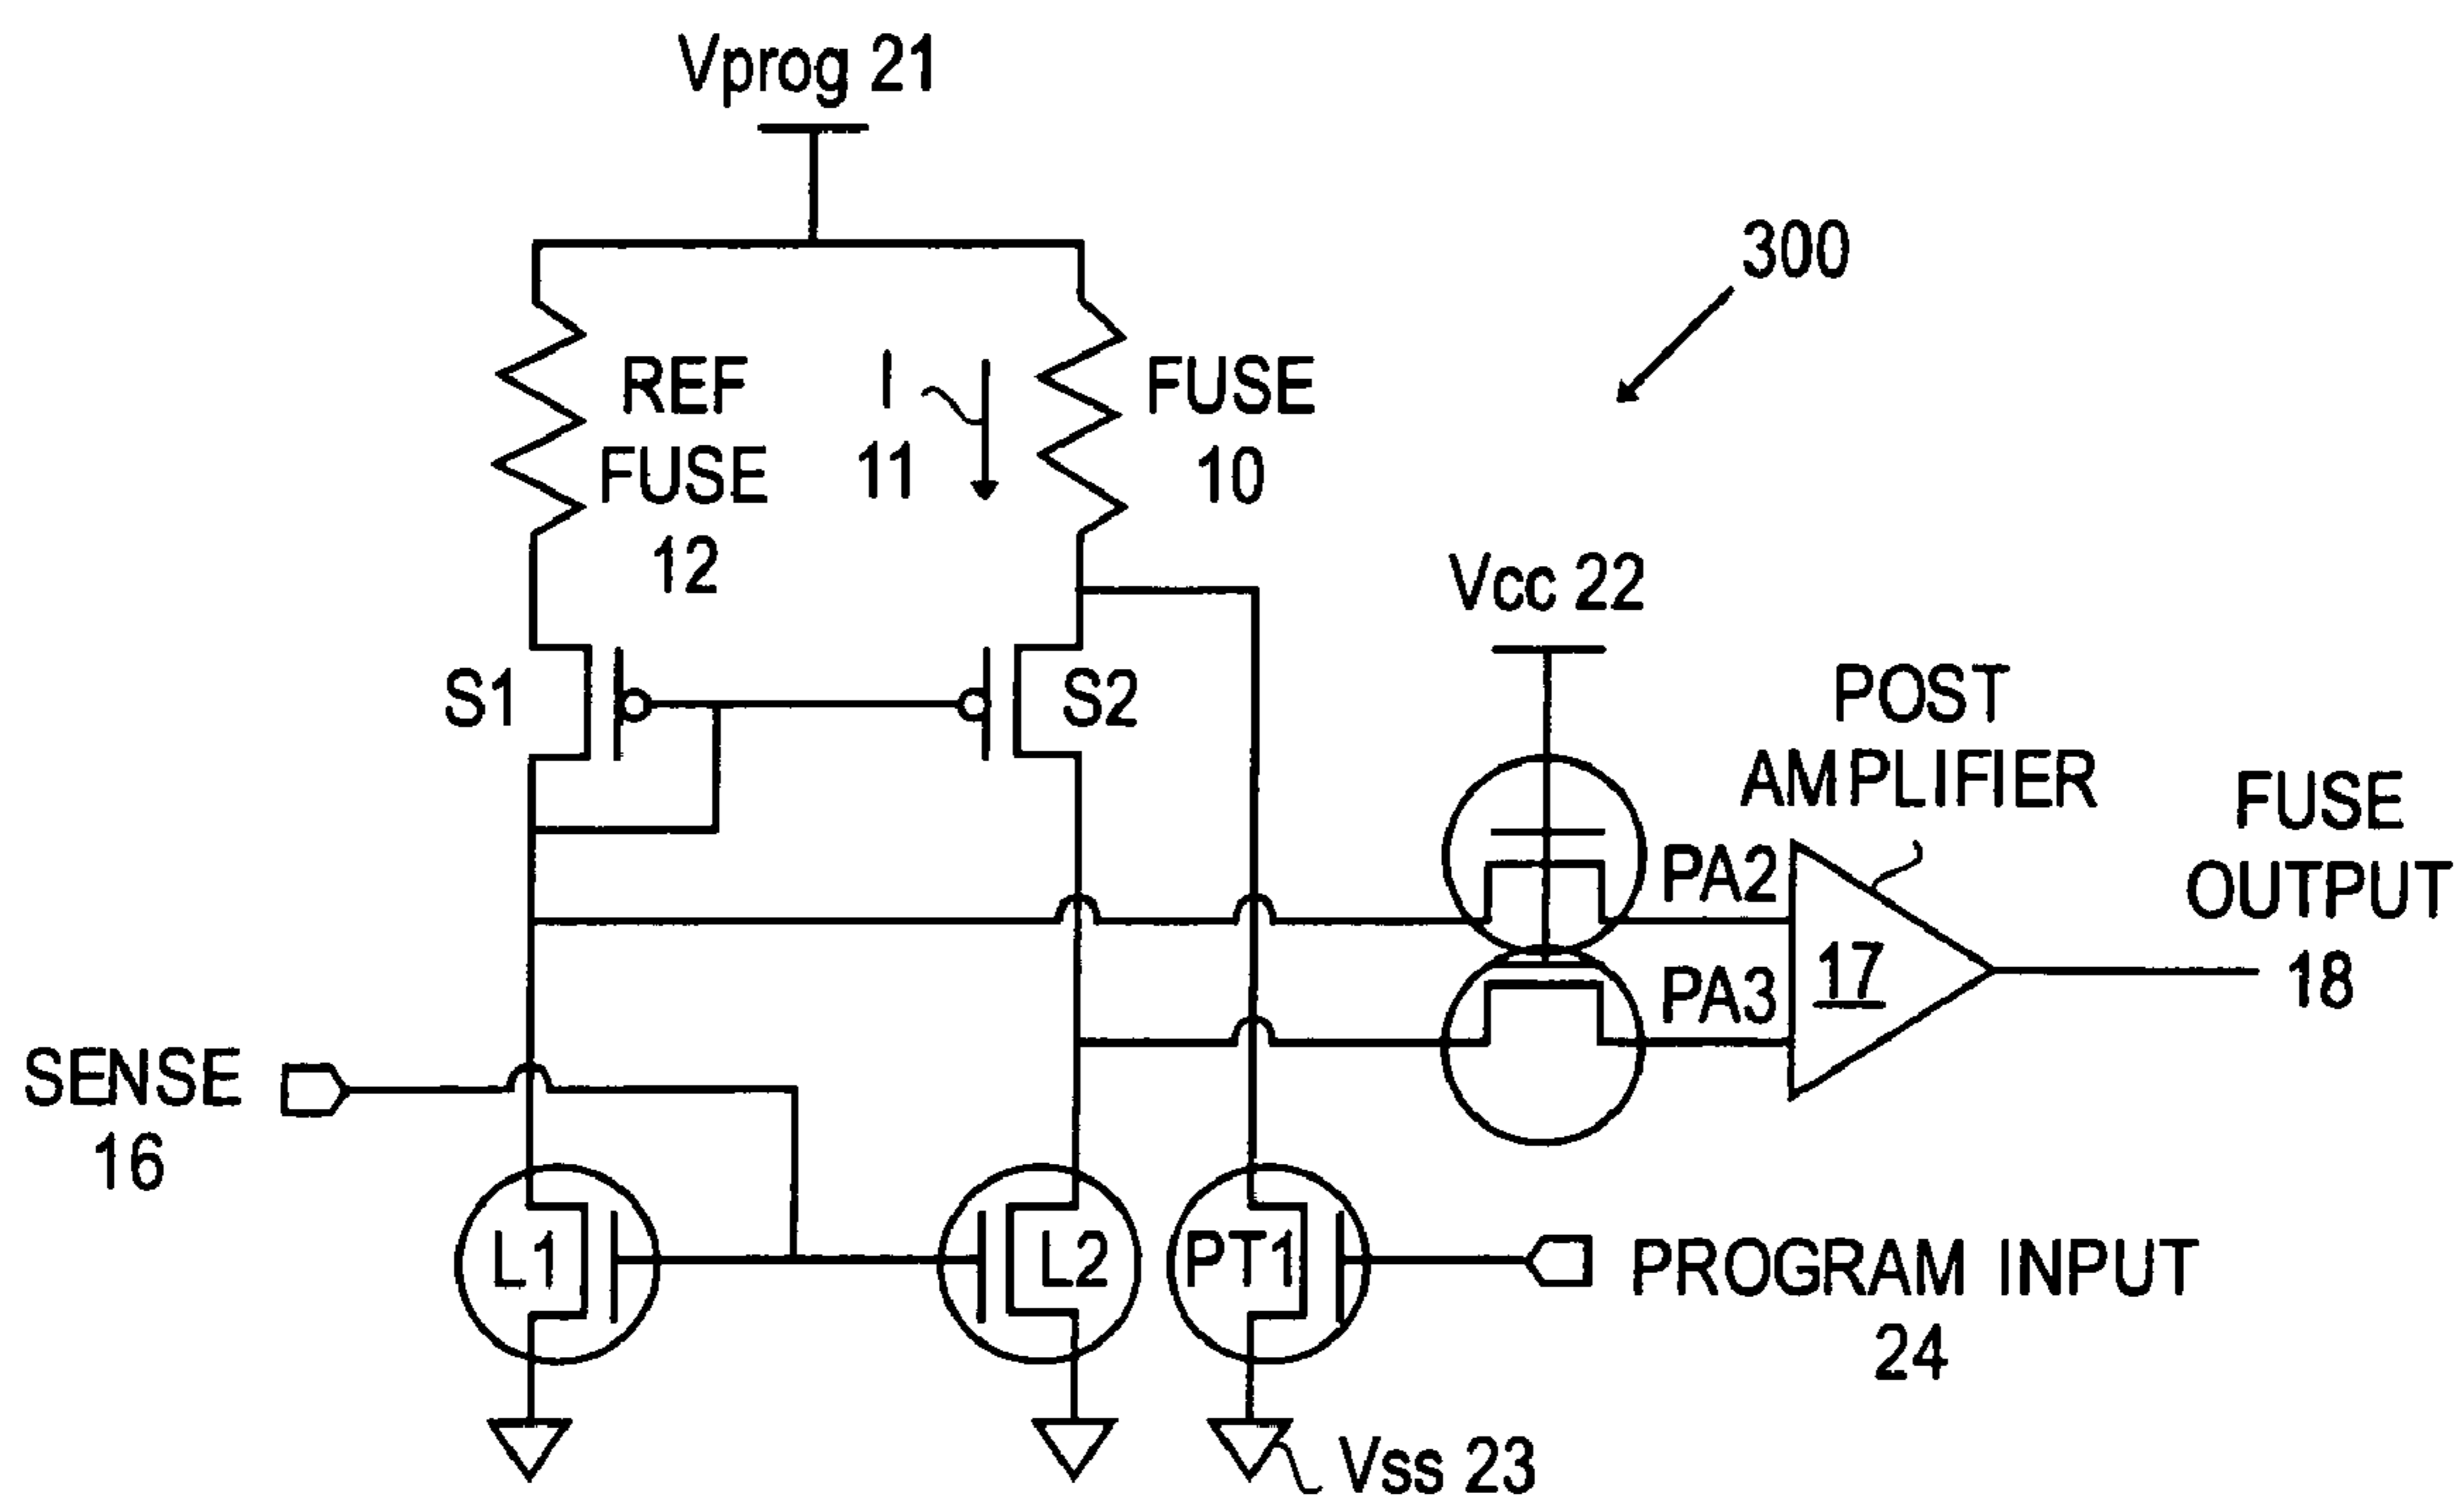 Vprog 21
300
REF
FUSE
12
I
11
FUSE
10
Vcc 22
S1
S2
POST
AMPLIFIER
FUSE
OUTPUT
18
PA2
17
PA3
SENSE
16
L1
L2
PT1
PROGRAM INPUT
24
Vss 23